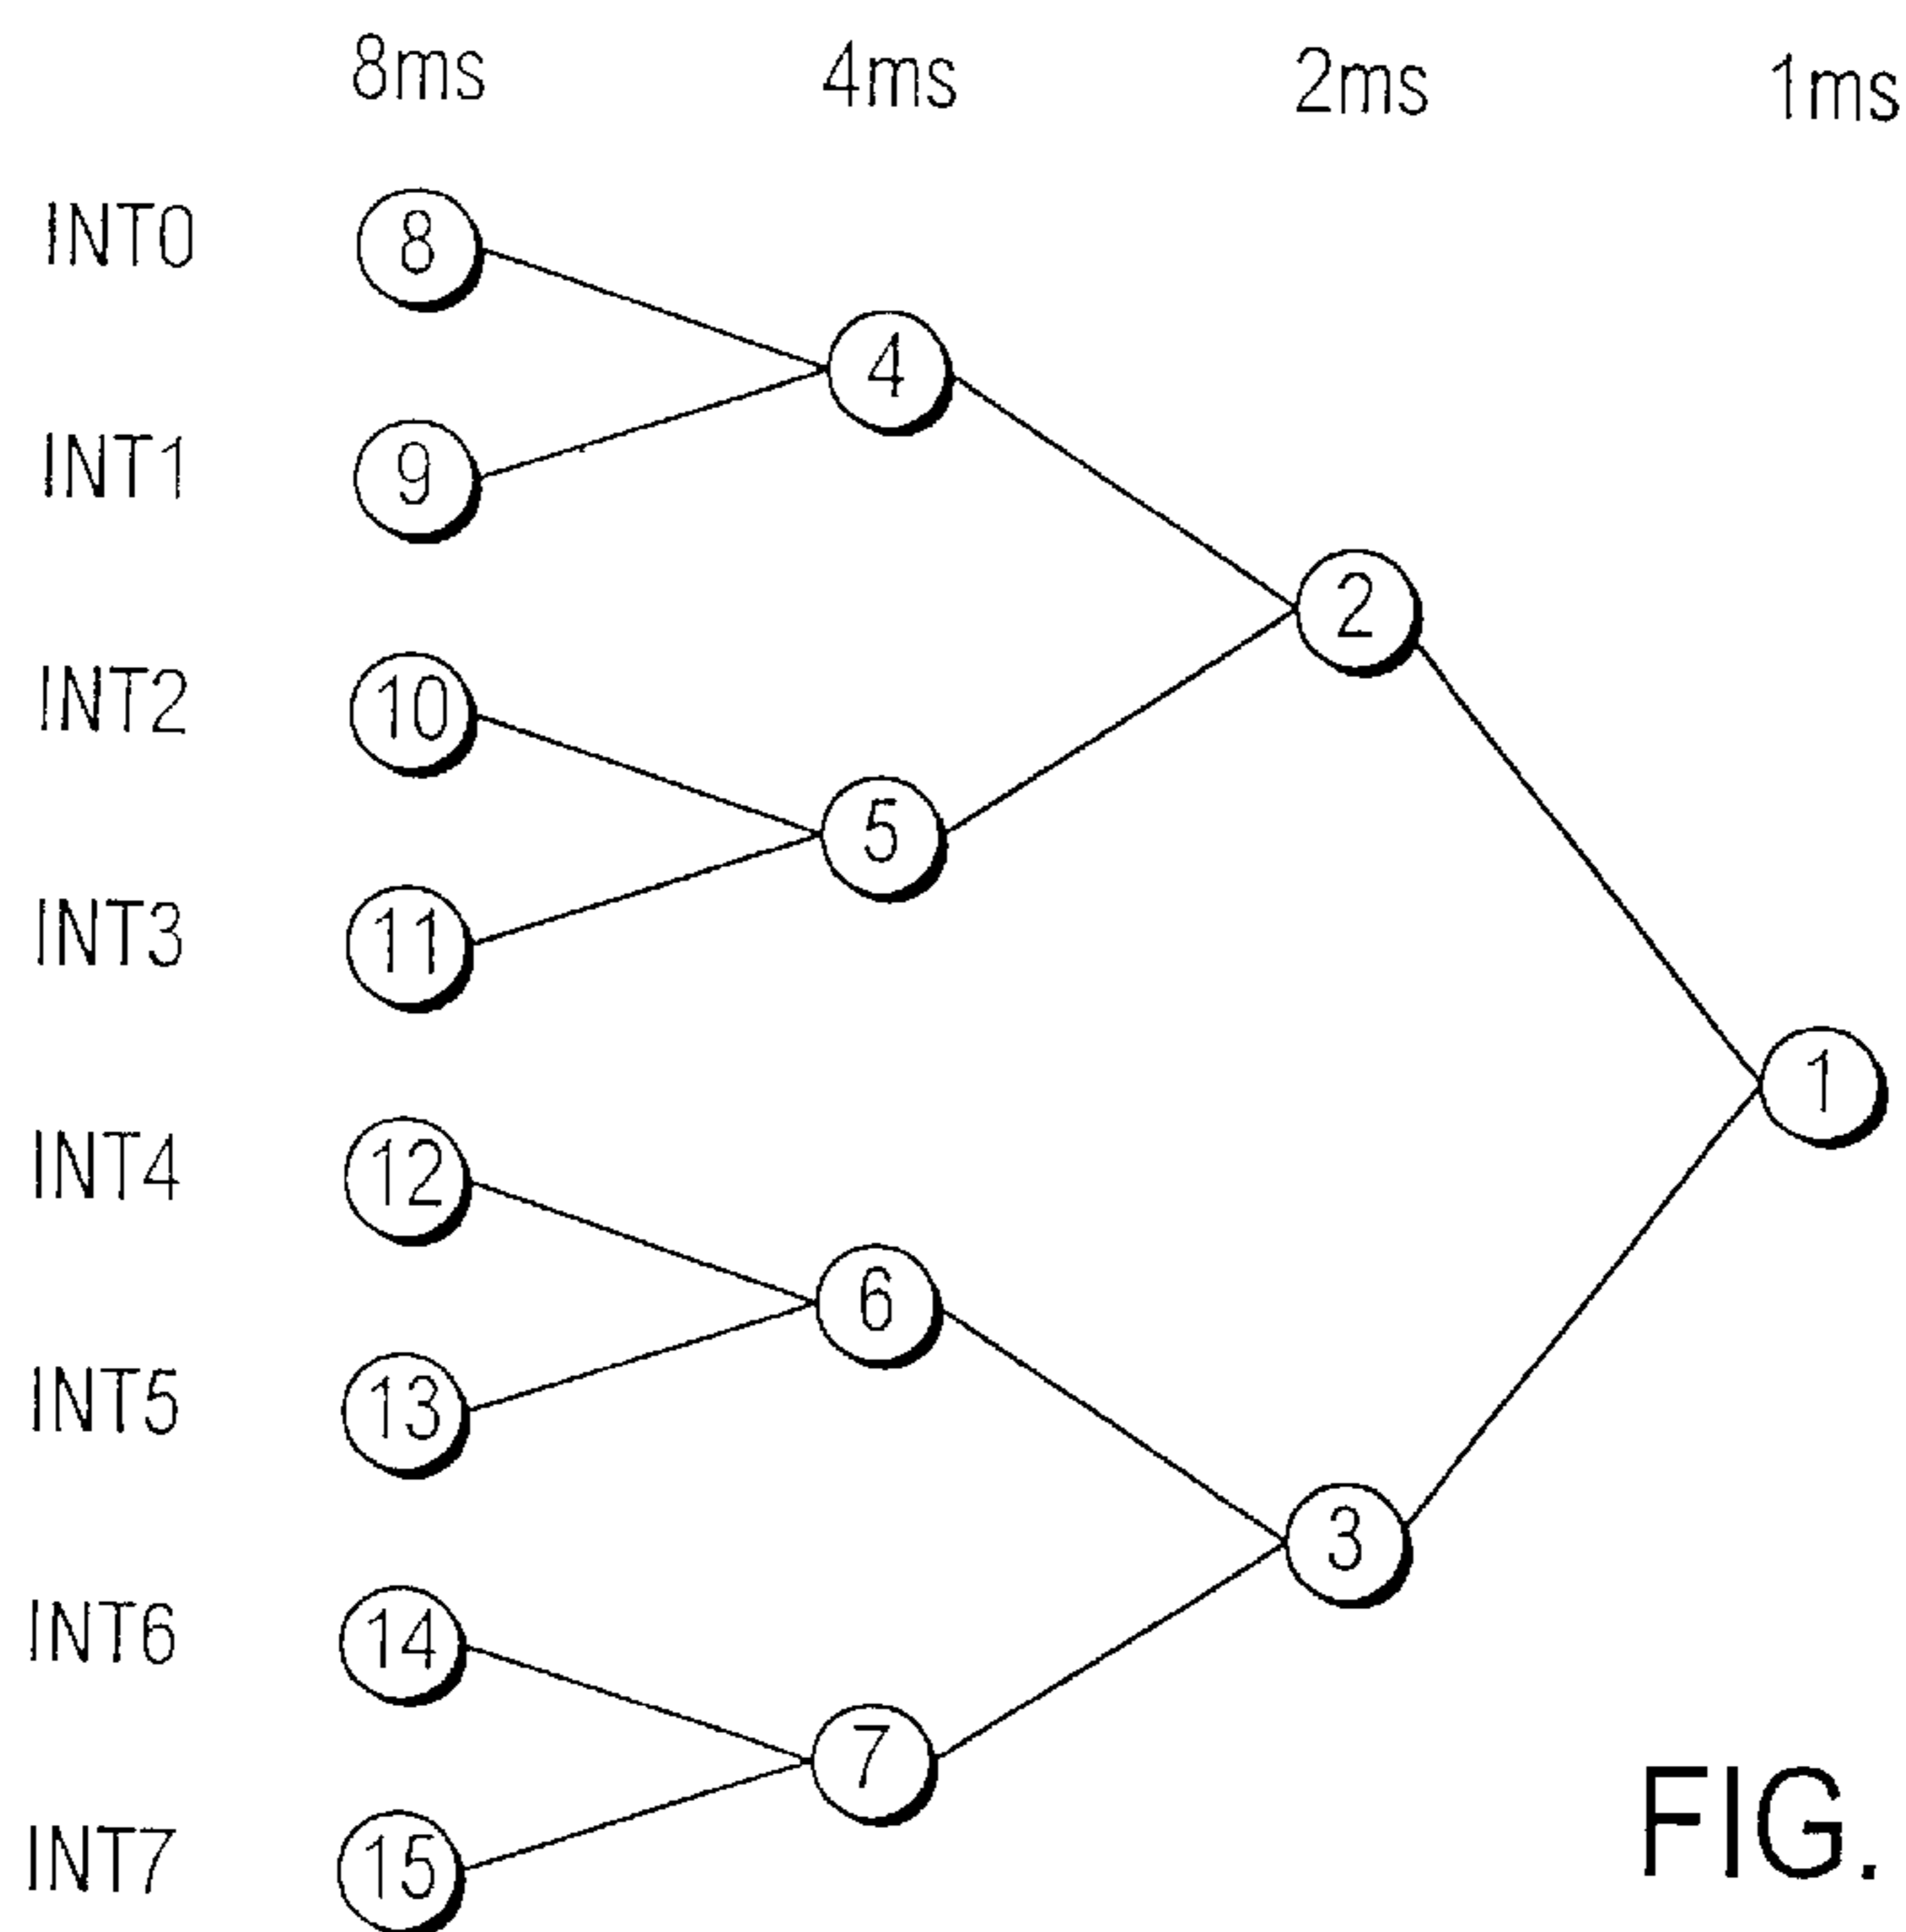 8ms 4ms 2ms 1ms
INT0 8
4
INT1 9
2
INT2 10
5
INT3 11
1
INT4 12
6
INT5 13
3
INT6 14
7
INT7 15
FIG.